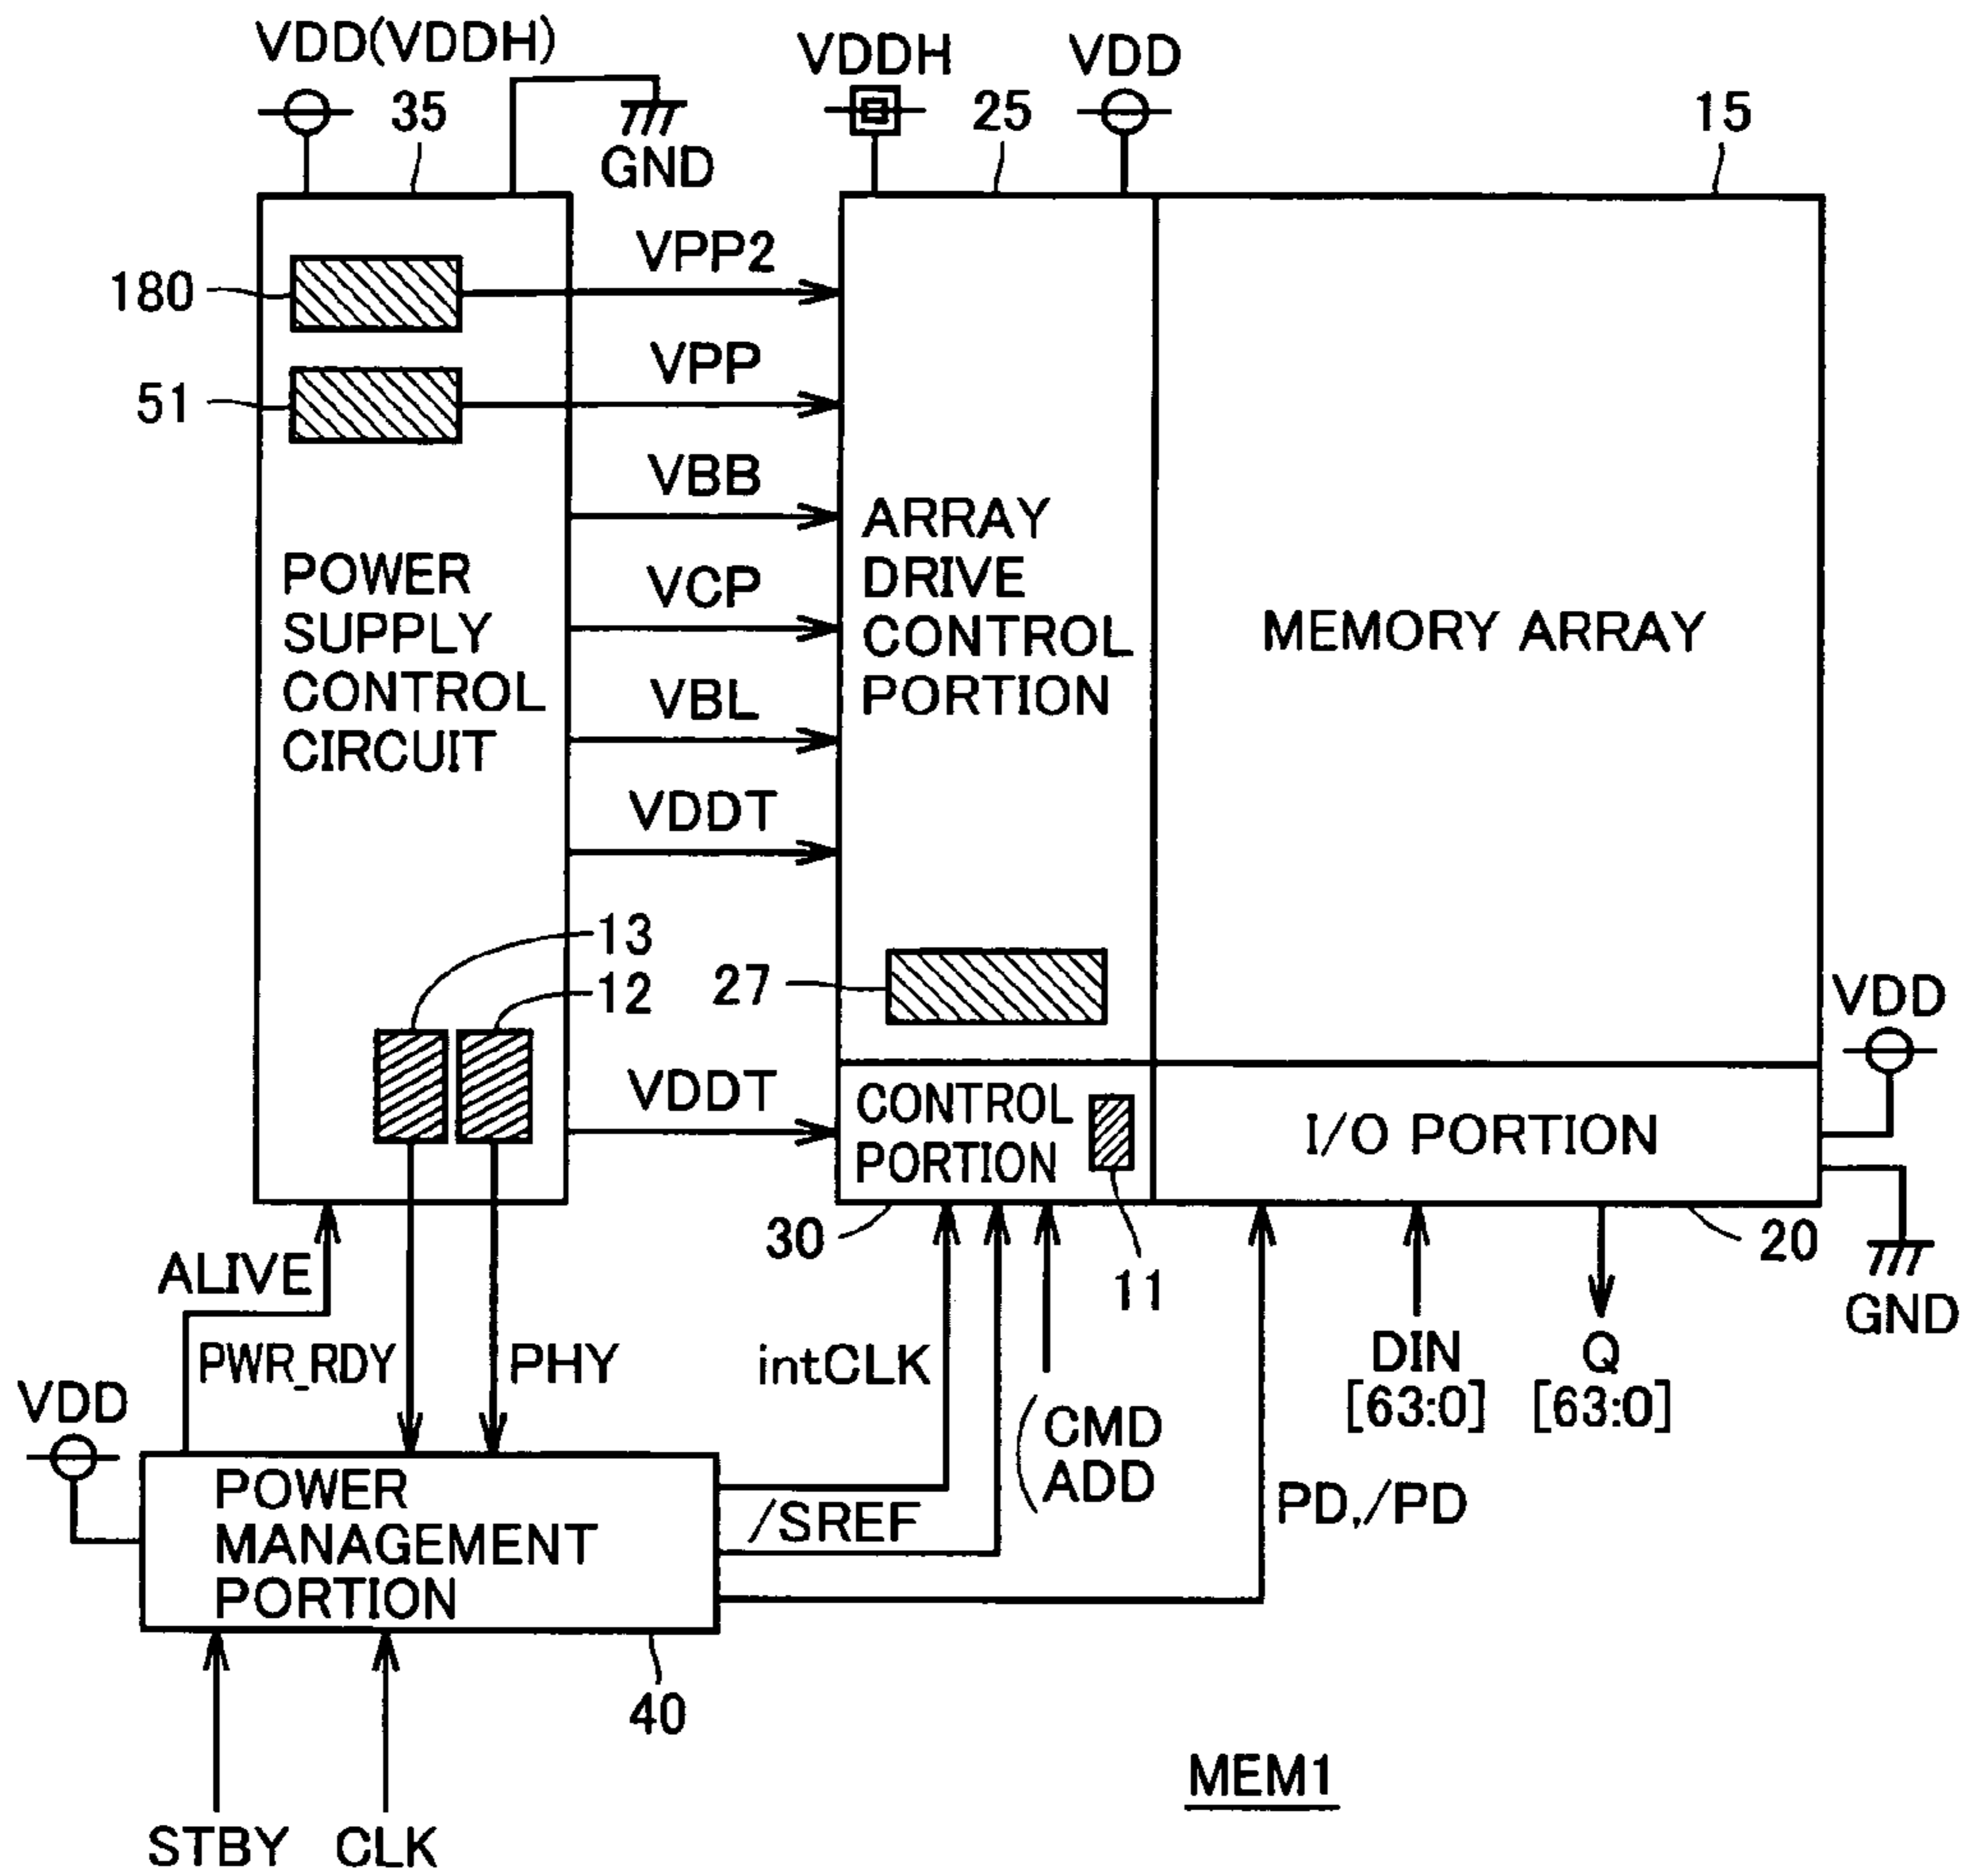 VDD(VDDH)
VDDH
VDD
35
25
15
GND
VPP2
180
VPP
51
VBB
ARRAY
DRIVE
CONTROL
PORTION
POWER
SUPPLY
CONTROL
CIRCUIT
VCP
MEMORY ARRAY
VBL
VDDT
13
12
27
VDD
VDDT
CONTROL
PORTION
I/O PORTION
30
11
20
GND
ALIVE
PWR_RDY
PHY
intCLK
DIN
[63:0]
Q
[63:0]
VDD
CMD
ADD
POWER
MANAGEMENT
PORTION
/SREF
PD,/PD
40
MEM1
STBY
CLK